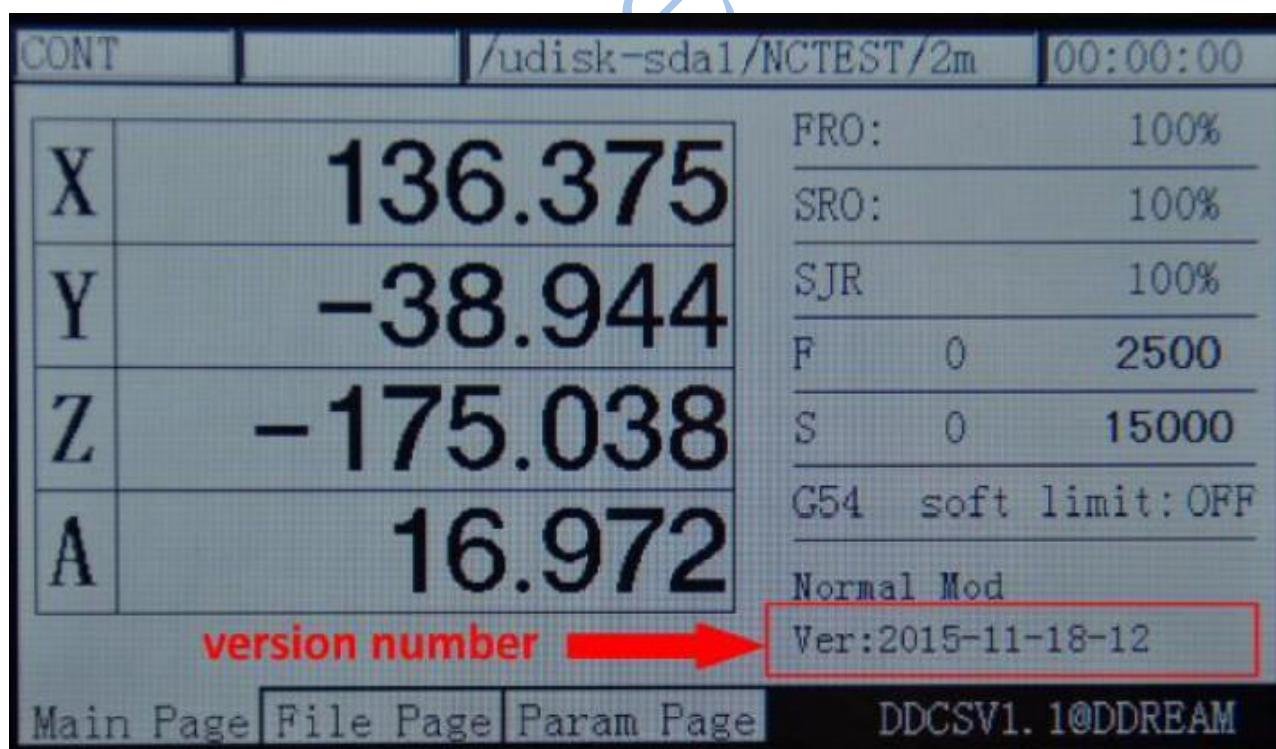 CONT /udisk-sda1/NCTEST/2m 00:00:00
X 136.375
Y -38.944
Z -175.038
A 16.972
FRO: 100%
SRO: 100%
SJR 100%
F 0 2500
S 0 15000
G54 soft limit:OFF
Normal Mod
version number
Ver:2015-11-18-12
Main Page File Page Param Page DDCSV1.1@DDREAM